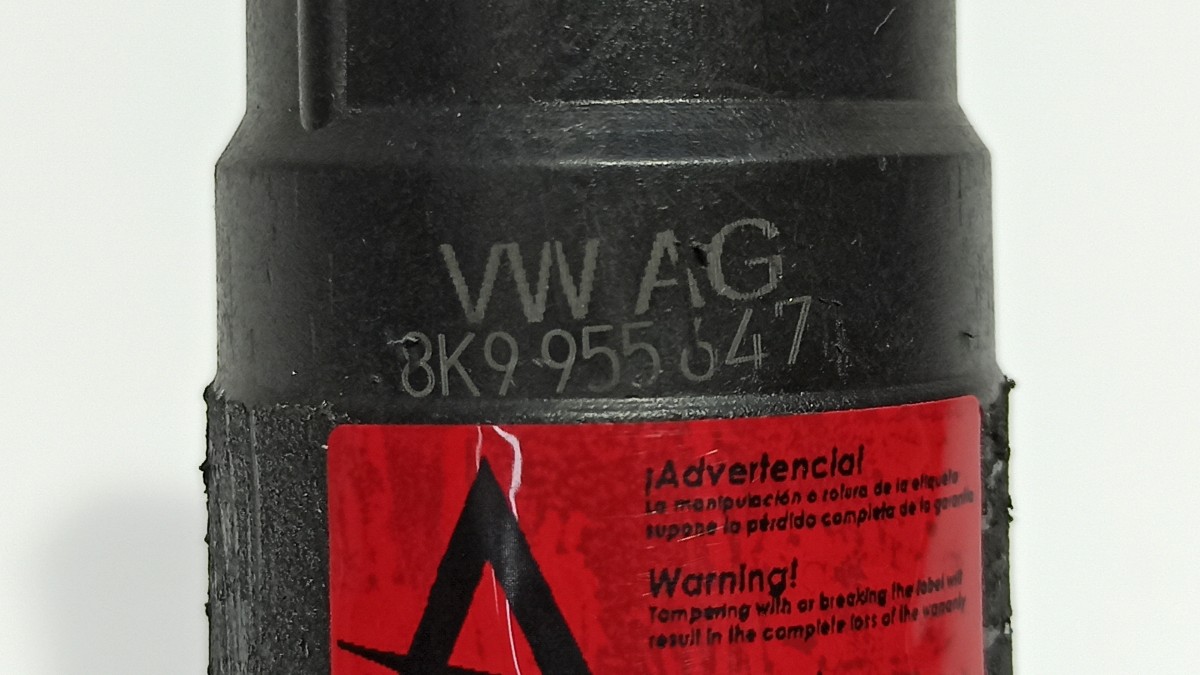 VW AG
8K9 955 647
¡Advertencia!
La manipulación o rotura de la etiqueta
supone la pérdida completa de la garantía
Warning!
Tampering with or breaking the label will
result in the complete loss of the warranty